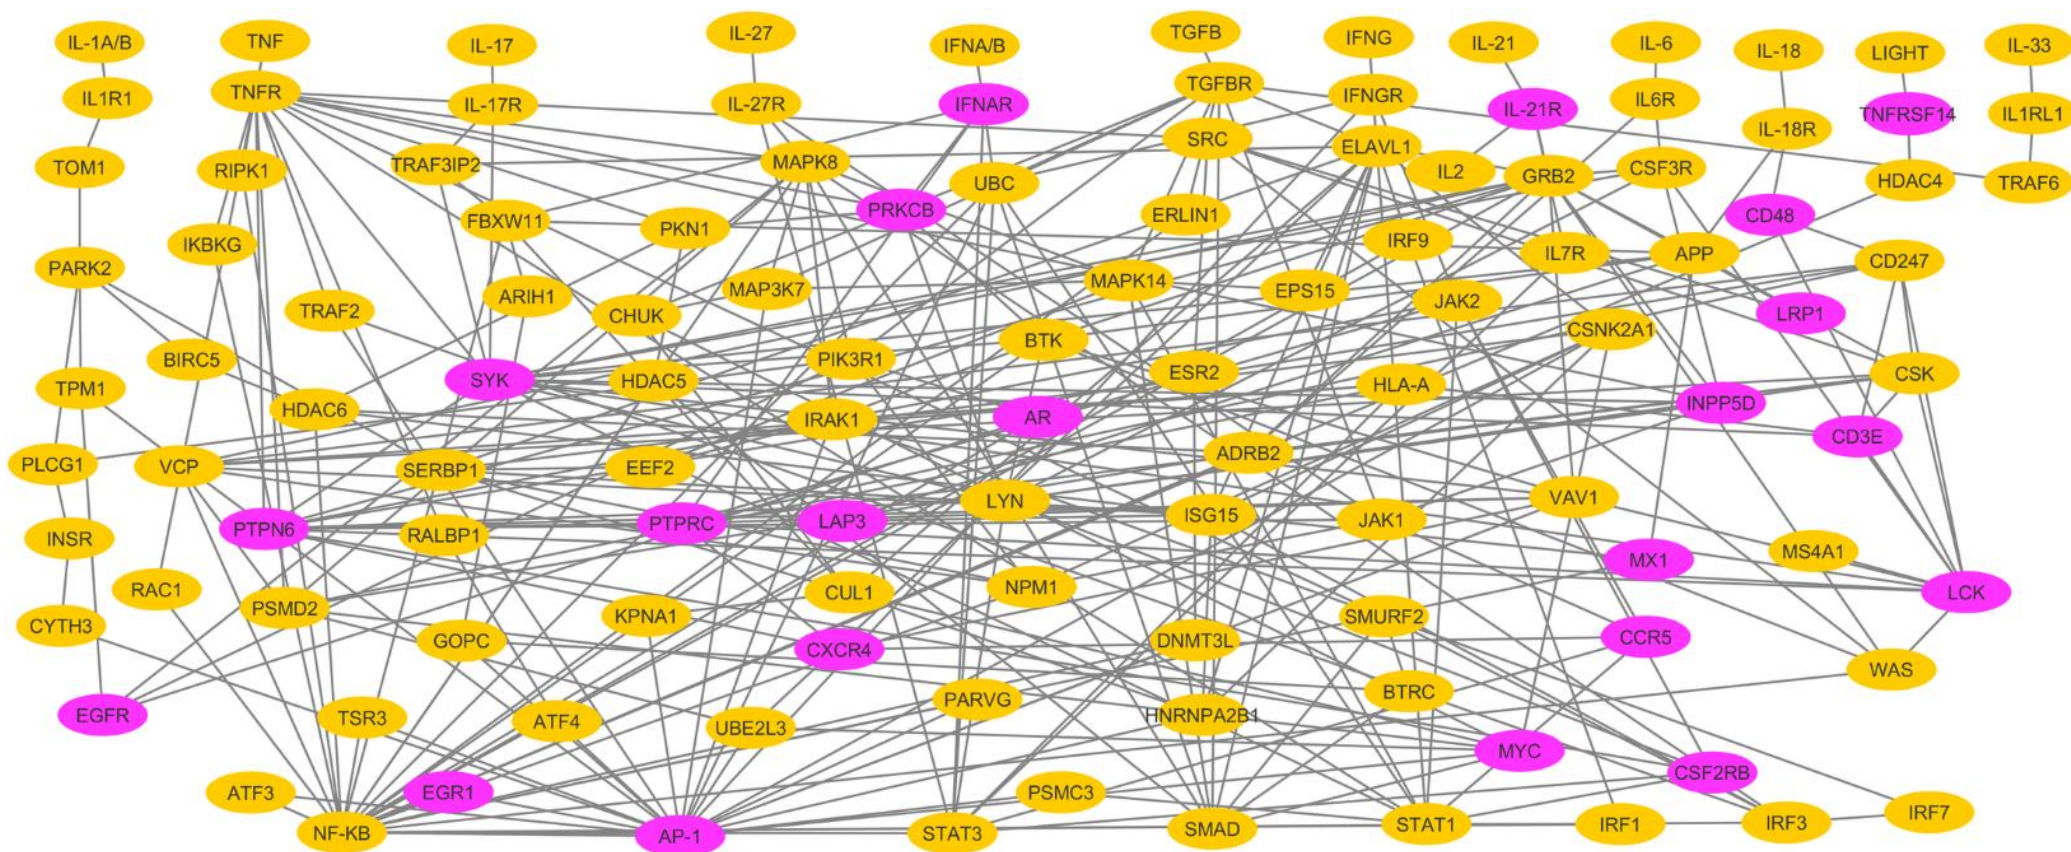 IL-1A/B
TNF
IL-17
IL-27
IFNA/B
TGFB
IFNG
IL-21
IL-6
IL-18
LIGHT
IL-33
IL1R1
TNFR
IL-17R
IL-27R
IFNAR
TGFBR
IFNGR
IL-21R
IL6R
IL-18R
TNFRSF14
IL1RL1
TOM1
RIPK1
TRAF3IP2
MAPK8
UBC
SRC
ELAVL1
IL2
GRB2
CSF3R
HDAC4
TRAF6
FBXW11
PKN1
PRKCB
ERLIN1
IRF9
IL7R
APP
CD48
CD247
PARK2
IKBKG
TRAF2
ARIH1
CHUK
MAP3K7
MAPK14
EPS15
JAK2
CSNK2A1
LRP1
BIRC5
BTK
PIK3R1
TPM1
HDAC6
SYK
HDAC5
ESR2
HLA-A
CSK
IRAK1
AR
INPP5D
CD3E
PLCG1
VCP
SERBP1
EEF2
ADRB2
LYN
VAV1
INSR
PTPN6
RALBP1
PTPRC
LAP3
ISG15
JAK1
MX1
MS4A1
LCK
RAC1
PSMD2
KPNA1
CUL1
NPM1
SMURF2
CYTH3
GOPC
CXCR4
DNMT3L
CCR5
WAS
EGFR
TSR3
ATF4
UBE2L3
PARVG
HNRNPA2B1
BTRC
MYC
CSF2RB
ATF3
EGR1
PSMC3
NF-KB
AP-1
STAT3
SMAD
STAT1
IRF1
IRF3
IRF7